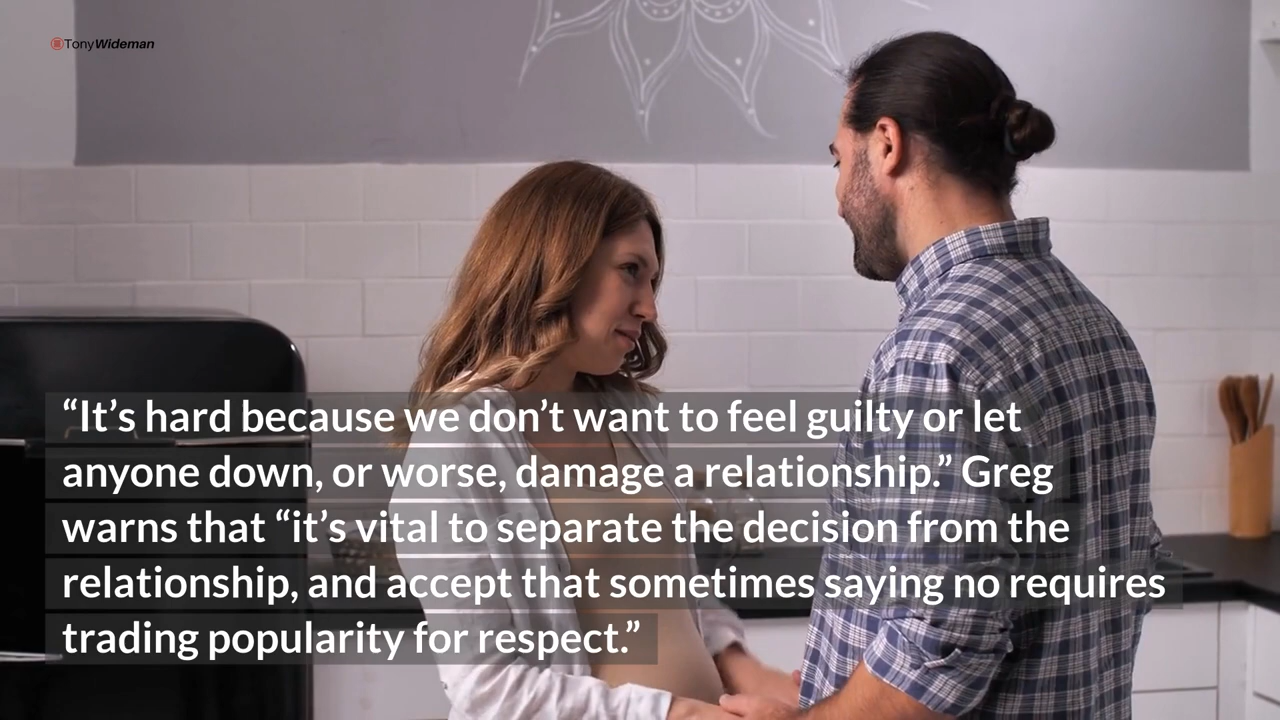 TonyWideman
“It’s hard because we don’t want to feel guilty or let
anyone down, or worse, damage a relationship.” Greg
warns that “it’s vital to separate the decision from the
relationship, and accept that sometimes saying no requires
trading popularity for respect.”